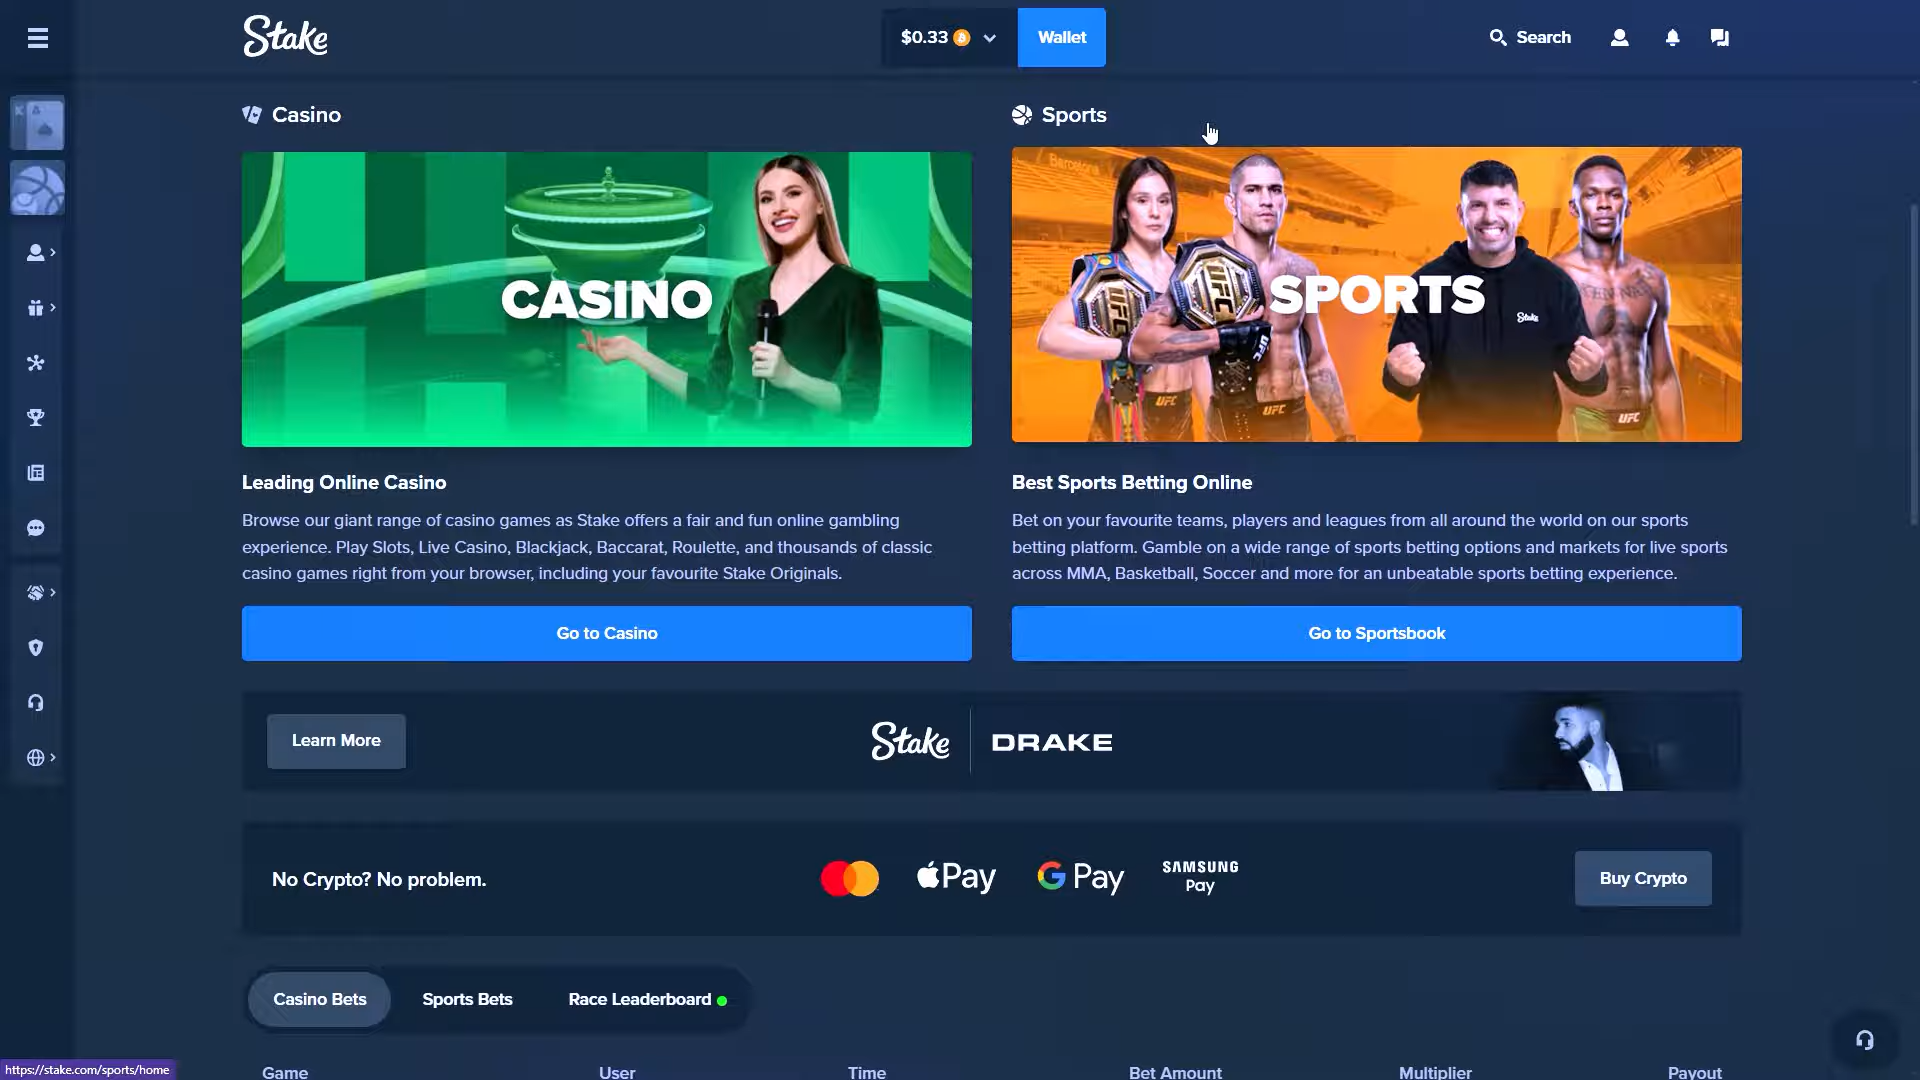 Stake
$0.33
Wallet
Search
Casino
Sports
CASINO
SPORTS
UFC
UFC
Stake
UFC
UFC
UFC
UFC
Leading Online Casino
Browse our giant range of casino games as Stake offers a fair and fun online gambling
experience. Play Slots, Live Casino, Blackjack, Baccarat, Roulette, and thousands of classic
casino games right from your browser, including your favourite Stake Originals.
Go to Casino
Best Sports Betting Online
Bet on your favourite teams, players and leagues from all around the world on our sports
betting platform. Gamble on a wide range of sports betting options and markets for live sports
across MMA, Basketball, Soccer and more for an unbeatable sports betting experience.
Go to Sportsbook
Learn More
Stake
DRAKE
No Crypto? No problem.
Pay
G Pay
SAMSUNG
Pay
Buy Crypto
Casino Bets
Sports Bets
Race Leaderboard
Game
User
Time
Bet Amount
Multiplier
Payout
https://stake.com/sports/home